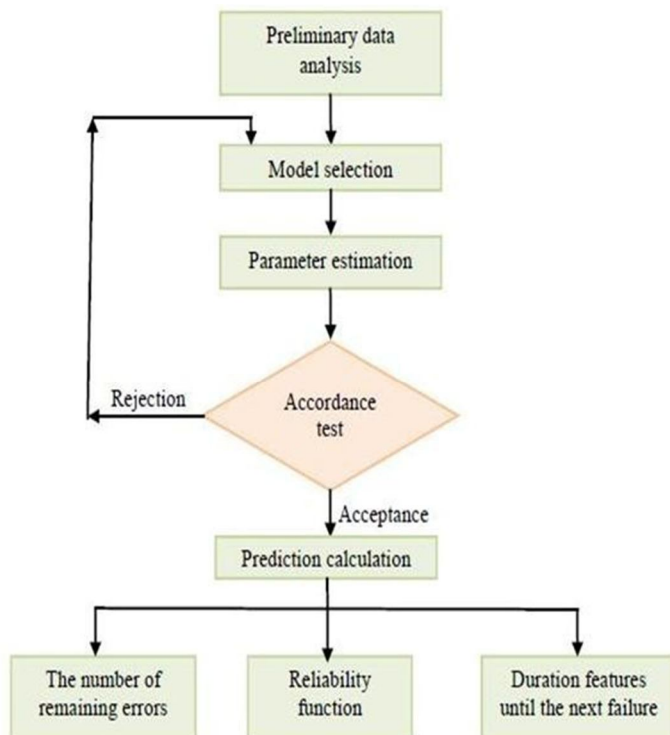 Preliminary data
analysis
Model selection
Parameter estimation
Rejection
Accordance
test
Acceptance
Prediction calculation
The number of
remaining errors
Reliability
function
Duration features
until the next failure